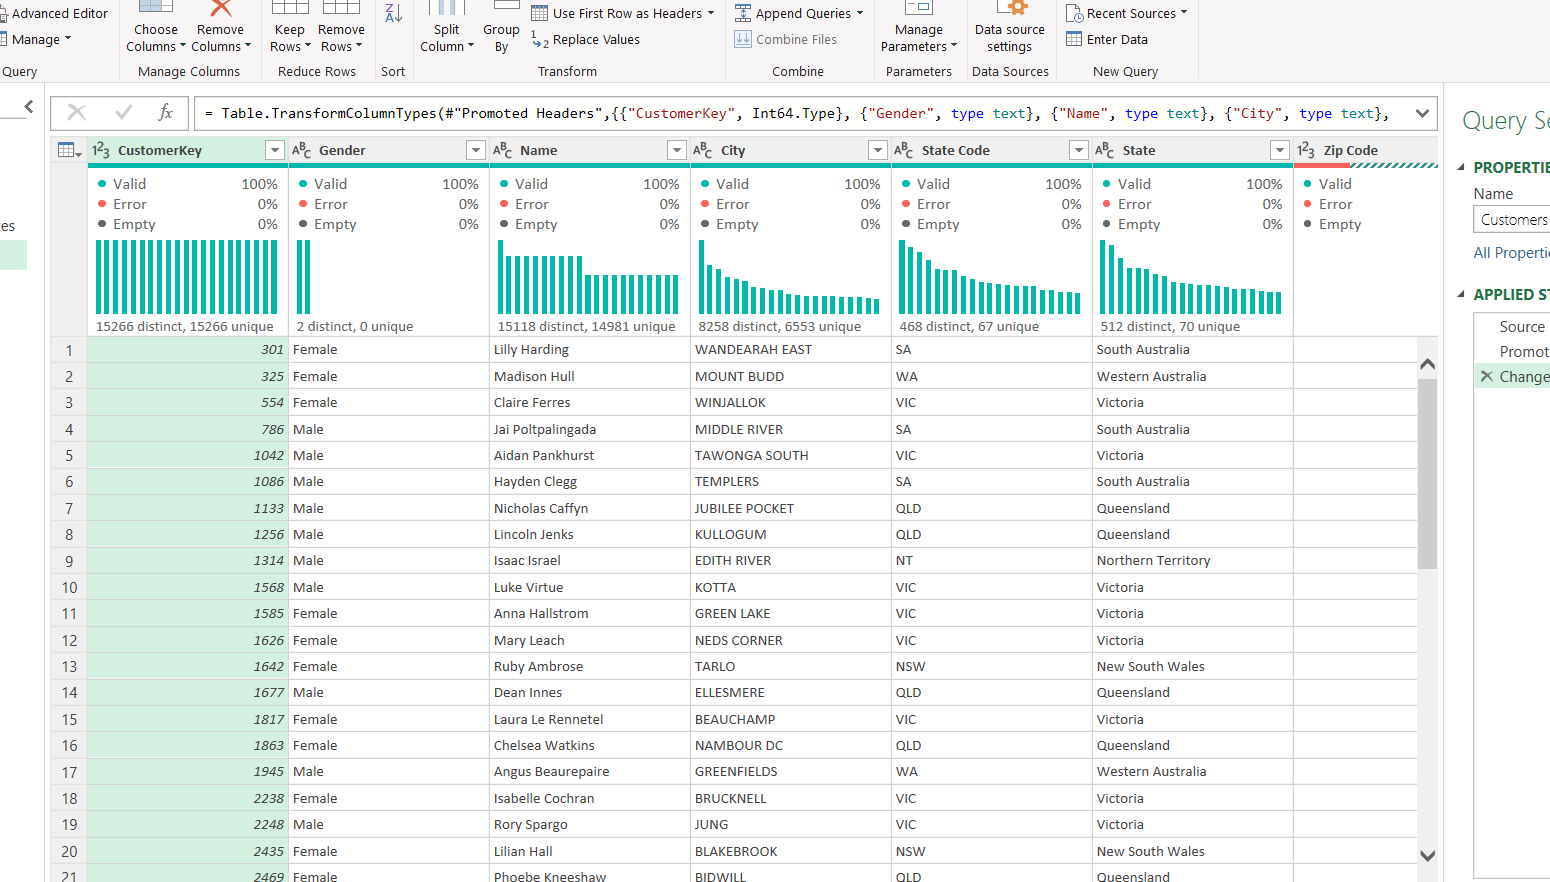 Advanced Editor
Manage
Query
Choose Columns
Remove Columns
Manage Columns
Keep Rows
Remove Rows
Reduce Rows
Sort
Split Column
Group By
Use First Row as Headers
Replace Values
Transform
Append Queries
Combine Files
Combine
Manage Parameters
Parameters
Data source settings
Data Sources
Recent Sources
Enter Data
New Query
fx = Table.TransformColumnTypes(#"Promoted Headers",{{"CustomerKey", Int64.Type}, {"Gender", type text}, {"Name", type text}, {"City", type text},
123 CustomerKey ABC Gender ABC Name ABC City ABC State Code ABC State 123 Zip Code
Valid 100% Valid 100% Valid 100% Valid 100% Valid 100% Valid 100% Valid
Error 0% Error 0% Error 0% Error 0% Error 0% Error 0% Error
Empty 0% Empty 0% Empty 0% Empty 0% Empty 0% Empty 0% Empty
15266 distinct, 15266 unique 2 distinct, 0 unique 15118 distinct, 14981 unique 8258 distinct, 6553 unique 468 distinct, 67 unique 512 distinct, 70 unique
1 301 Female Lilly Harding WANDEARAH EAST SA South Australia
2 325 Female Madison Hull MOUNT BUDD WA Western Australia
3 554 Female Claire Ferres WINJALLOK VIC Victoria
4 786 Male Jai Poltpalingada MIDDLE RIVER SA South Australia
5 1042 Male Aidan Pankhurst TAWONGA SOUTH VIC Victoria
6 1086 Male Hayden Clegg TEMPLERS SA South Australia
7 1133 Male Nicholas Caffyn JUBILEE POCKET QLD Queensland
8 1256 Male Lincoln Jenks KULLOGUM QLD Queensland
9 1314 Male Isaac Israel EDITH RIVER NT Northern Territory
10 1568 Male Luke Virtue KOTTA VIC Victoria
11 1585 Female Anna Hallstrom GREEN LAKE VIC Victoria
12 1626 Female Mary Leach NEDS CORNER VIC Victoria
13 1642 Female Ruby Ambrose TARLO NSW New South Wales
14 1677 Male Dean Innes ELLESMERE QLD Queensland
15 1817 Female Laura Le Rennetel BEAUCHAMP VIC Victoria
16 1863 Female Chelsea Watkins NAMBOUR DC QLD Queensland
17 1945 Male Angus Beaurepaire GREENFIELDS WA Western Australia
18 2238 Female Isabelle Cochran BRUCKNELL VIC Victoria
19 2248 Male Rory Spargo JUNG VIC Victoria
20 2435 Female Lilian Hall BLAKEBROOK NSW New South Wales
21 2469 Female Phoebe Kneeshaw BIDWILL QLD Queensland
Query Se
PROPERTIE
Name
Customers
All Properti
APPLIED ST
Source
Promot
Change